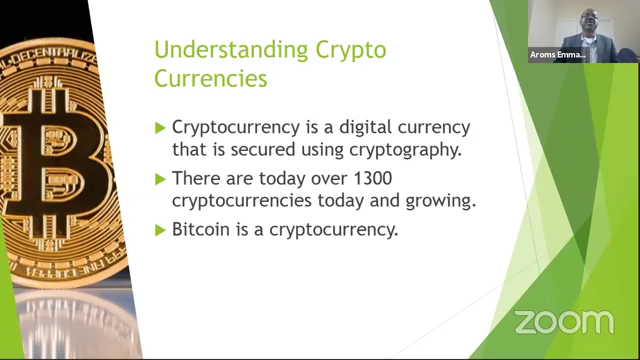 Understanding Crypto
Currencies
Cryptocurrency is a digital currency
that is secured using cryptography.
There are today over 1300
cryptocurrencies today and growing.
Bitcoin is a cryptocurrency.
Aroms Emma...
zoom